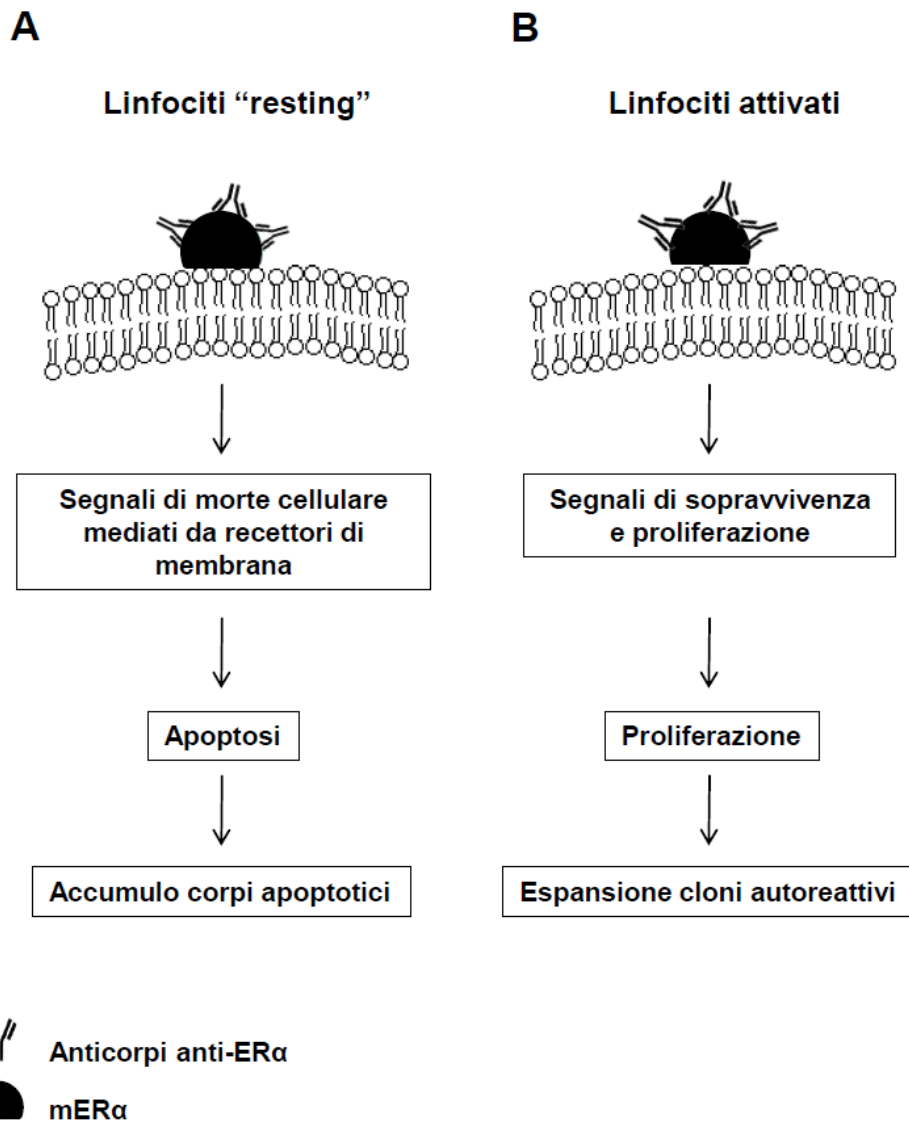 A
Linfociti “resting”
Segnali di morte cellulare
mediati da recettori di
membrana
Apoptosi
Accumulo corpi apoptotici
B
Linfociti attivati
Segnali di sopravvivenza
e proliferazione
Proliferazione
Espansione cloni autoreattivi
Anticorpi anti-ERα
mERα